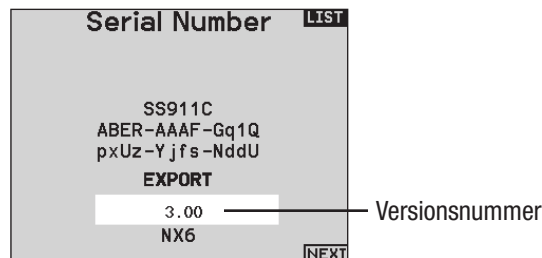 Serial Number LIST
SS911C
ABER-AAAF-Gq1Q
pxUz-Yjfs-NddU
EXPORT
3.00 Versionsnummer
NX6
NEXT